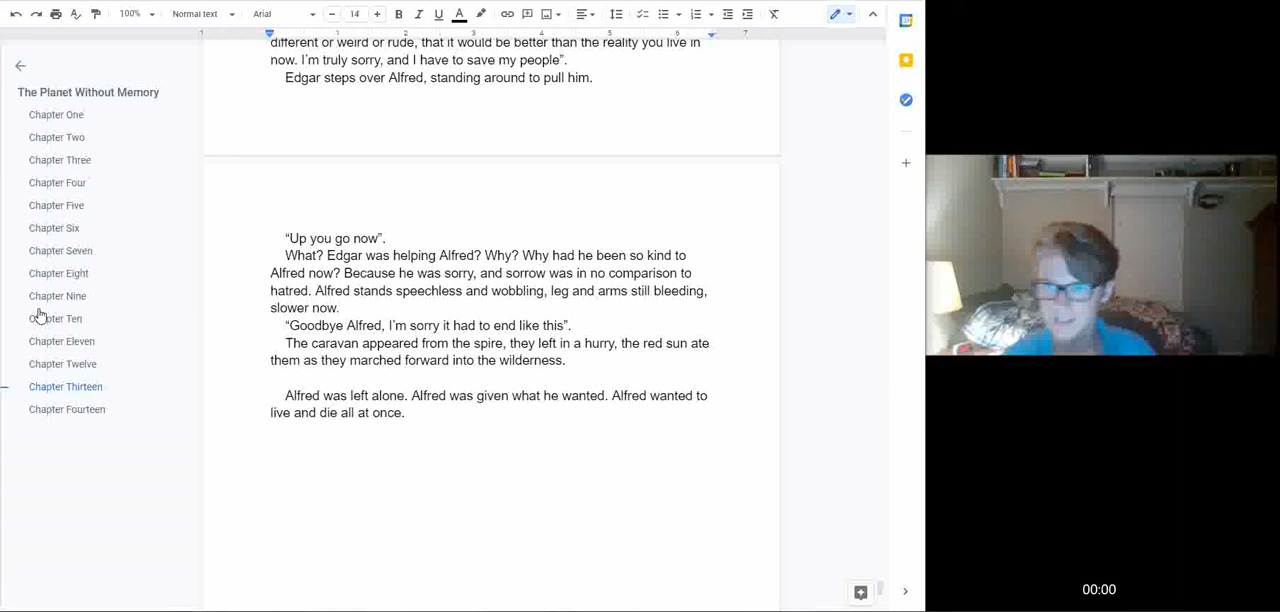 100%
Normal text
Arial
14
1
1
2
3
4
5
6
7
The Planet Without Memory
Chapter One
Chapter Two
Chapter Three
Chapter Four
Chapter Five
Chapter Six
Chapter Seven
Chapter Eight
Chapter Nine
Chapter Ten
Chapter Eleven
Chapter Twelve
Chapter Thirteen
Chapter Fourteen
different or weird or rude, that it would be better than the reality you live in
now. I'm truly sorry, and I have to save my people”.
Edgar steps over Alfred, standing around to pull him.
“Up you go now”.
What? Edgar was helping Alfred? Why? Why had he been so kind to
Alfred now? Because he was sorry, and sorrow was in no comparison to
hatred. Alfred stands speechless and wobbling, leg and arms still bleeding,
slower now.
“Goodbye Alfred, I'm sorry it had to end like this”.
The caravan appeared from the spire, they left in a hurry, the red sun ate
them as they marched forward into the wilderness.
Alfred was left alone. Alfred was given what he wanted. Alfred wanted to
live and die all at once.
00:00